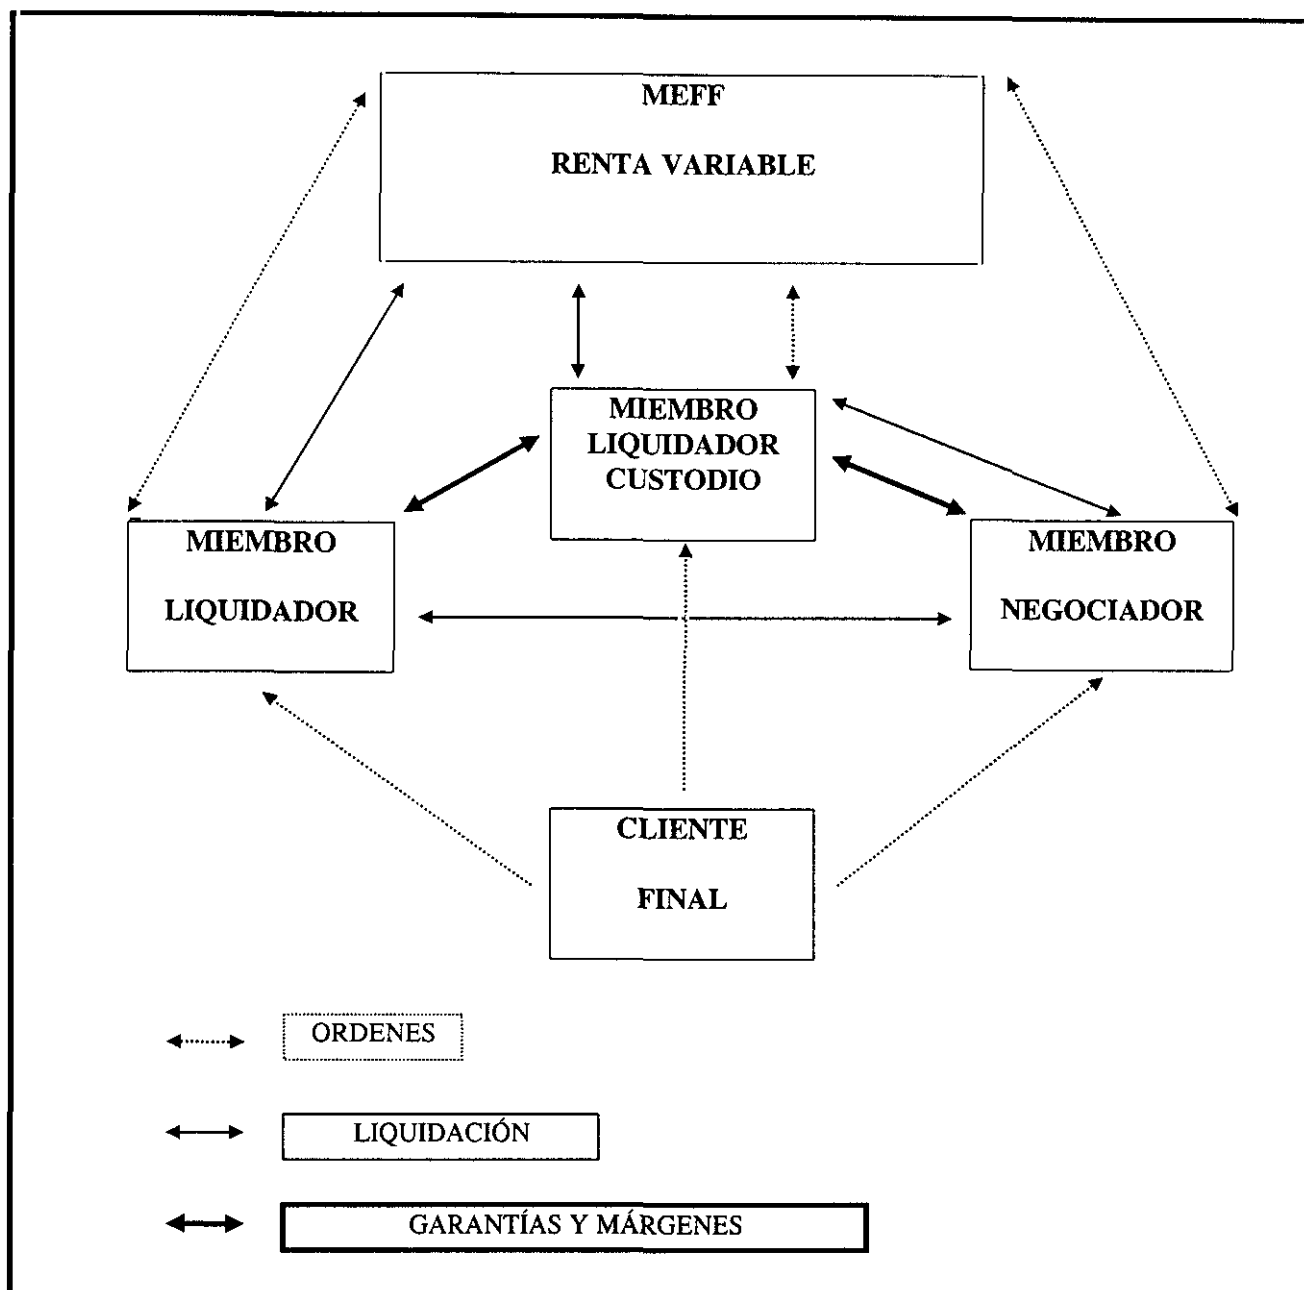 MEFF
RENTA VARIABLE
MIEMBRO
LIQUIDADOR
CUSTODIO
MIEMBRO
LIQUIDADOR
MIEMBRO
NEGOCIADOR
CLIENTE
FINAL
ORDENES
LIQUIDACIÓN
GARANTÍAS Y MÁRGENES